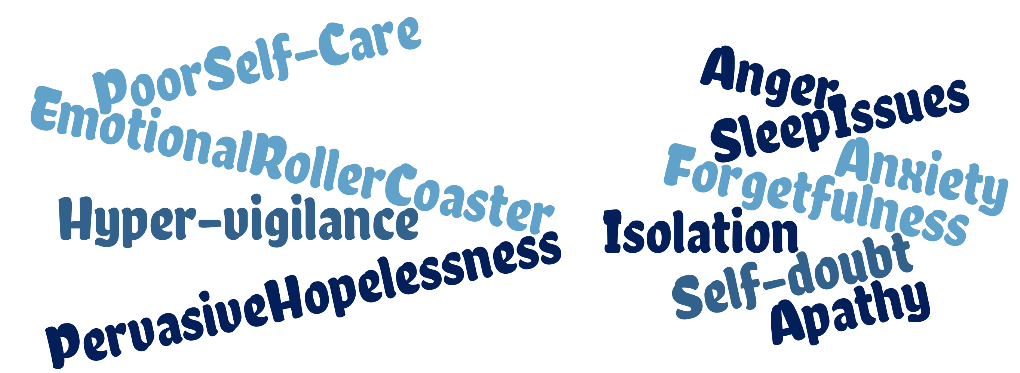 PoorSelf-Care
EmotionalRollerCoaster
Hyper-vigilance
PervasiveHopelessness
Anger
SleepIssues
Anxiety
Forgetfulness
Isolation
Self-doubt
Apathy